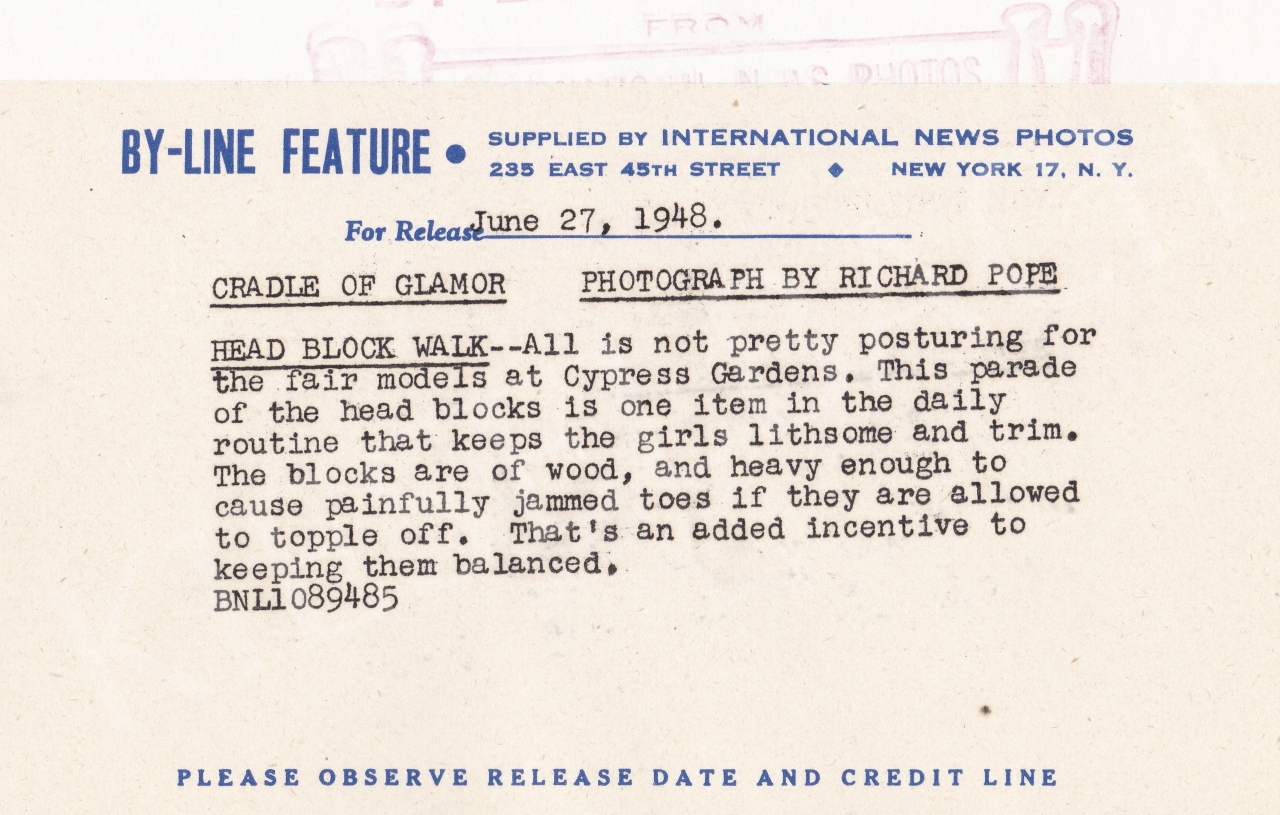 FROM
NEWS PHOTOS
BY-LINE FEATURE • SUPPLIED BY INTERNATIONAL NEWS PHOTOS
235 EAST 45TH STREET ◆ NEW YORK 17, N. Y.
For Release June 27, 1948.
CRADLE OF GLAMOR PHOTOGRAPH BY RICHARD POPE
HEAD BLOCK WALK--All is not pretty posturing for
the fair models at Cypress Gardens. This parade
of the head blocks is one item in the daily
routine that keeps the girls lithsome and trim.
The blocks are of wood, and heavy enough to
cause painfully jammed toes if they are allowed
to topple off. That's an added incentive to
keeping them balanced.
BNL1089485
PLEASE OBSERVE RELEASE DATE AND CREDIT LINE